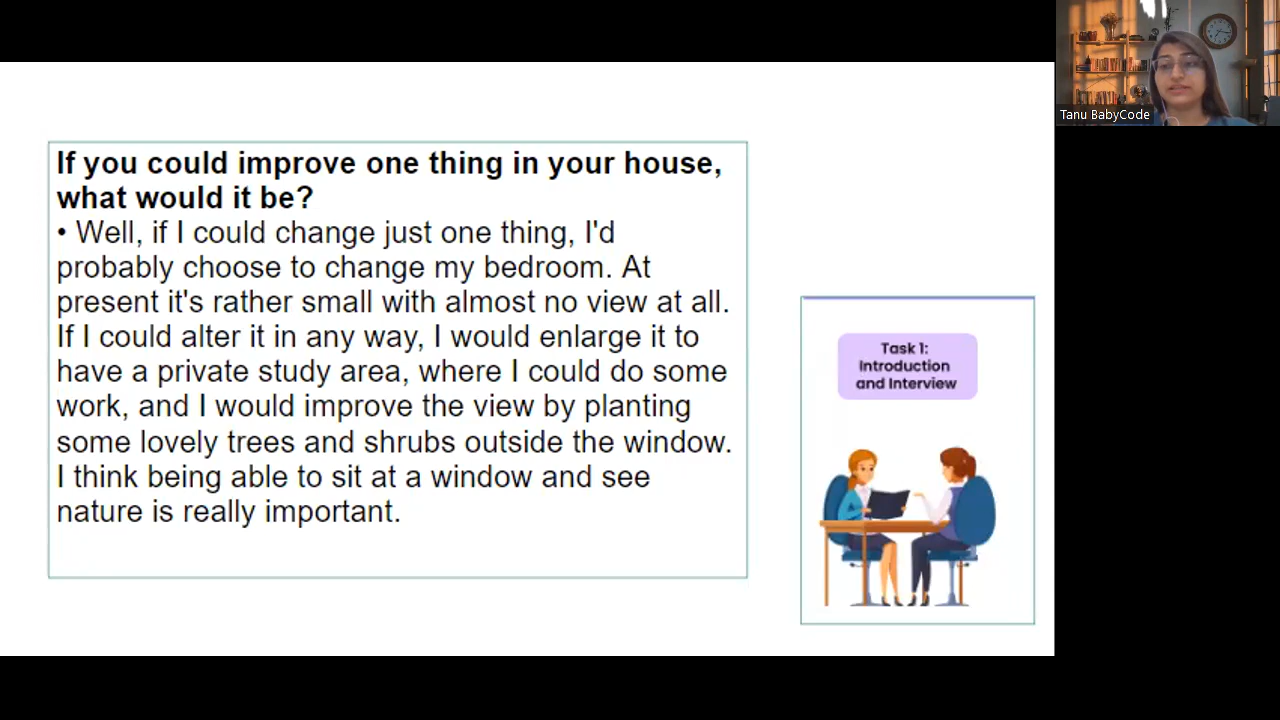 If you could improve one thing in your house,
what would it be?
• Well, if I could change just one thing, I'd
probably choose to change my bedroom. At
present it's rather small with almost no view at all.
If I could alter it in any way, I would enlarge it to
have a private study area, where I could do some
work, and I would improve the view by planting
some lovely trees and shrubs outside the window.
I think being able to sit at a window and see
nature is really important.
Task 1:
Introduction
and Interview
Tanu BabyCode